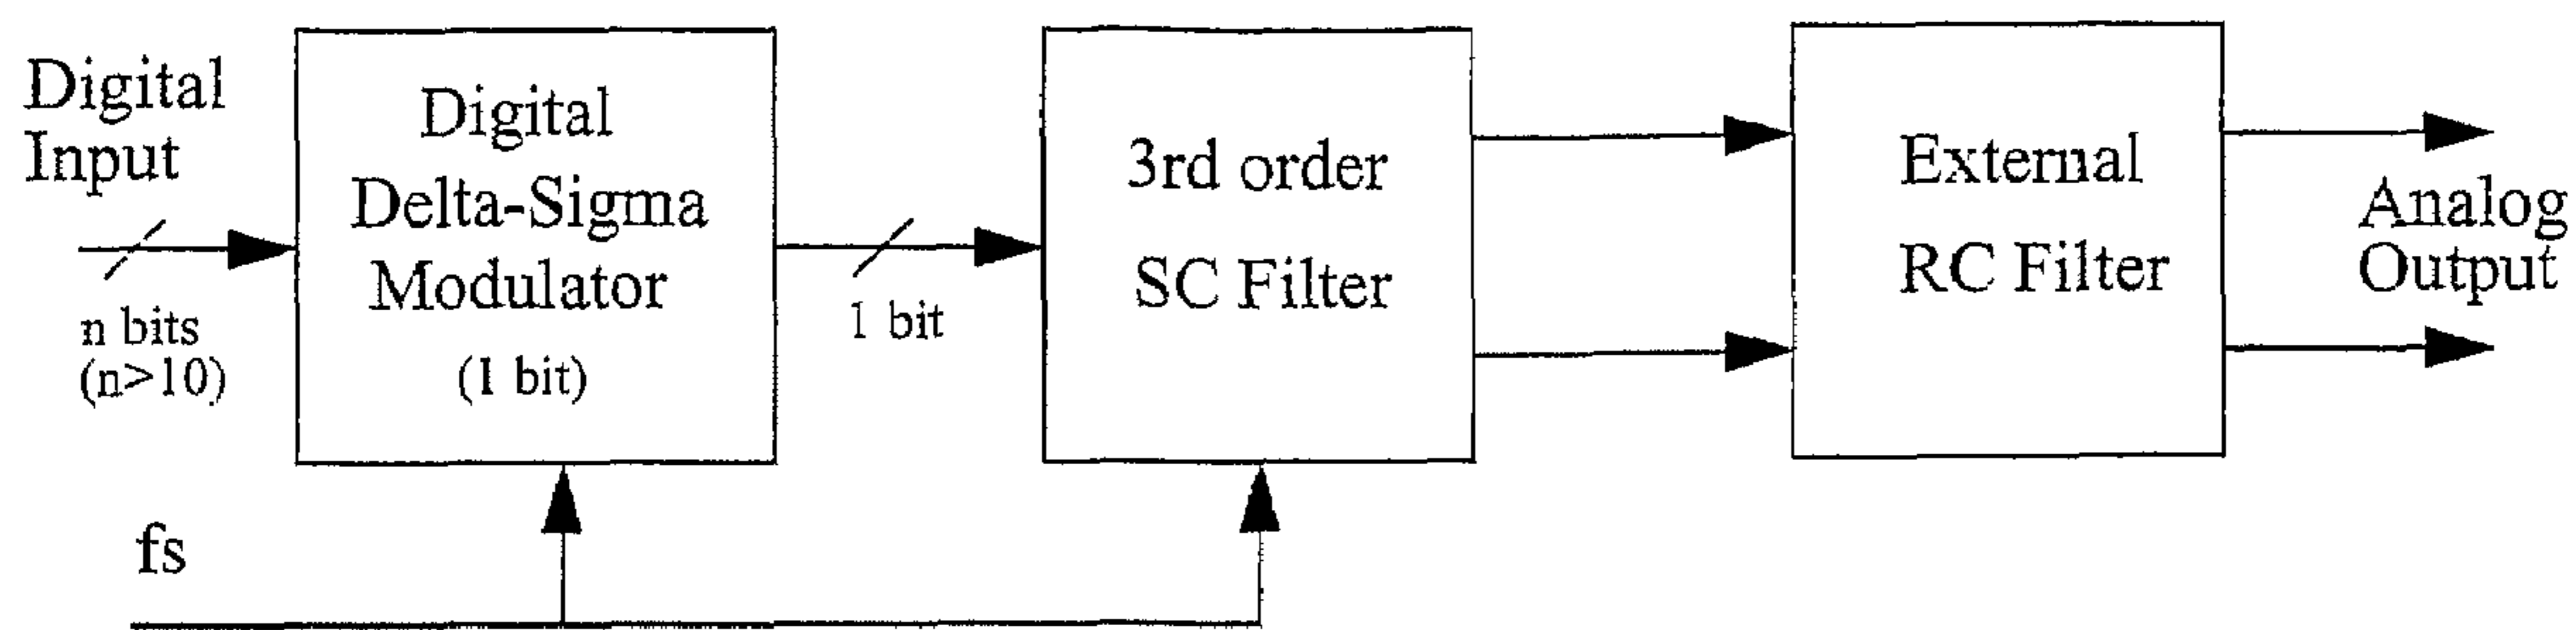 Digital
Input
n bits
(n>10)
Digital
Delta-Sigma
Modulator
(1 bit)
1 bit
3rd order
SC Filter
External
RC Filter
Analog
Output
fs